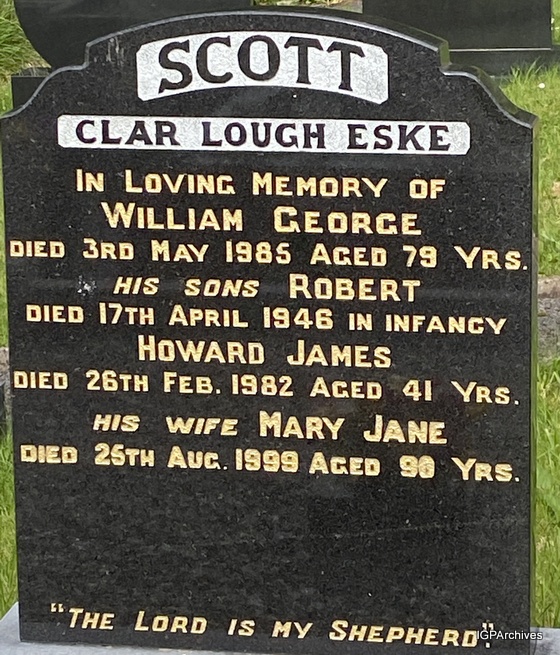 SCOTT
CLAR LOUGH ESKE
IN LOVING MEMORY OF
WILLIAM GEORGE
DIED 3RD MAY 1985 AGED 79 YRS.
HIS SONS ROBERT
DIED 17TH APRIL 1946 IN INFANCY
HOWARD JAMES
DIED 26TH FEB. 1982 AGED 41 YRS.
HIS WIFE MARY JANE
DIED 25TH AUG. 1999 AGED 90 YRS.
"THE LORD IS MY SHEPHERD".
IGPArchives